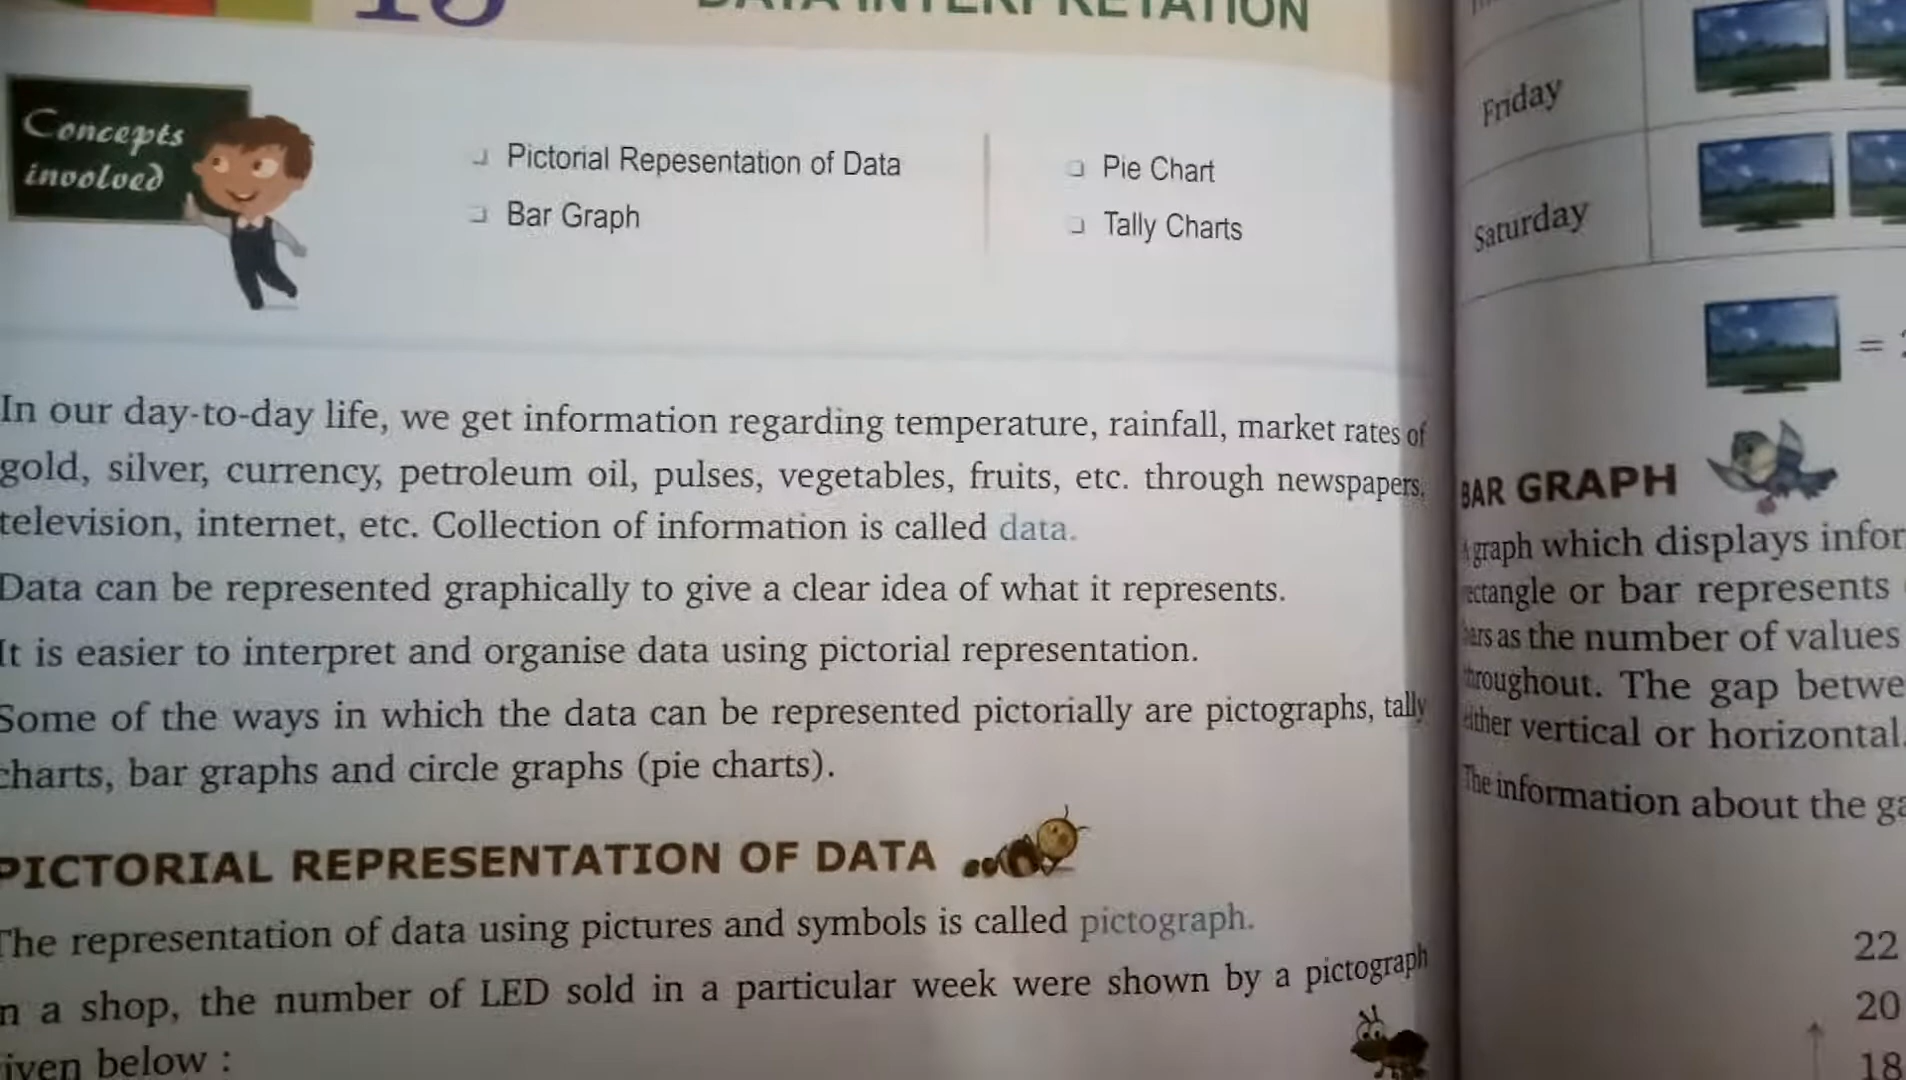 DATA INTERPRETATION
Concepts
involved
Pictorial Repesentation of Data
Bar Graph
Pie Chart
Tally Charts
In our day-to-day life, we get information regarding temperature, rainfall, market rates of
gold, silver, currency, petroleum oil, pulses, vegetables, fruits, etc. through newspapers,
television, internet, etc. Collection of information is called data.
Data can be represented graphically to give a clear idea of what it represents.
It is easier to interpret and organise data using pictorial representation.
Some of the ways in which the data can be represented pictorially are pictographs, tally
charts, bar graphs and circle graphs (pie charts).
PICTORIAL REPRESENTATION OF DATA
The representation of data using pictures and symbols is called pictograph.
a shop, the number of LED sold in a particular week were shown by a pictograph
below :
Friday
Saturday
=
BAR GRAPH
graph which displays
or bar represents
as the number of values
throughout. The gap
vertical or horizontal.
The information about the
22
20
18